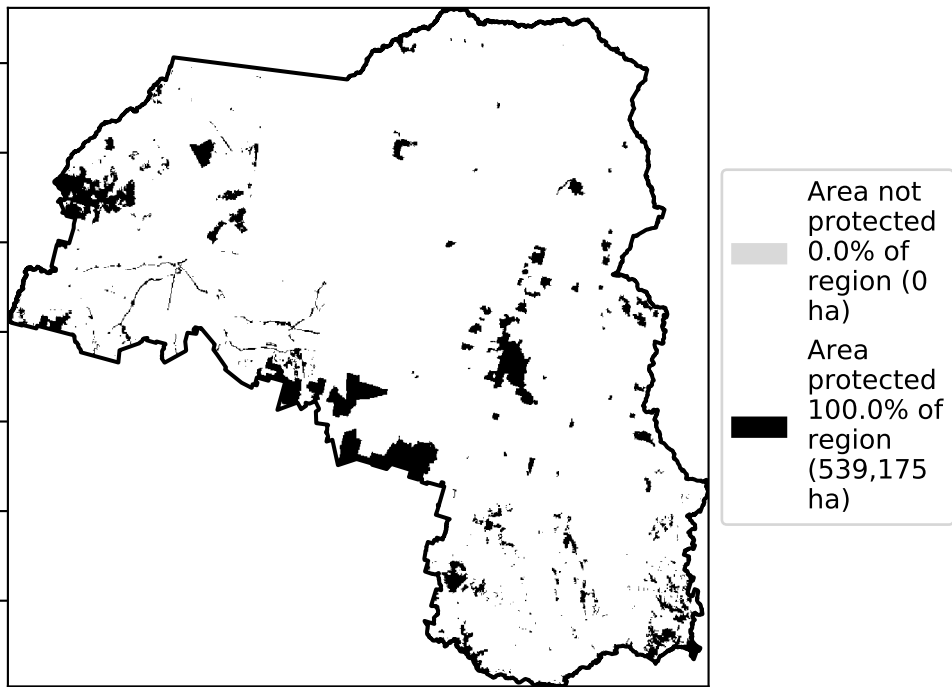 Area not
protected
0.0% of
region (0
ha)
Area
protected
100.0% of
region
(539,175
ha)